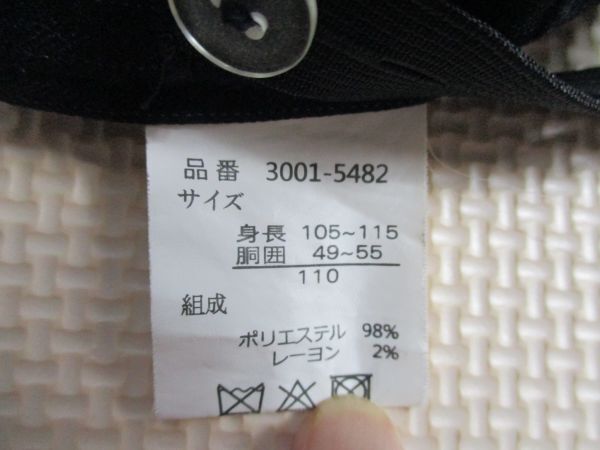 品番 3001-5482
サイズ
身長 105~115
胴囲 49~55
110
組成
ポリエステル 98%
レーヨン 2%